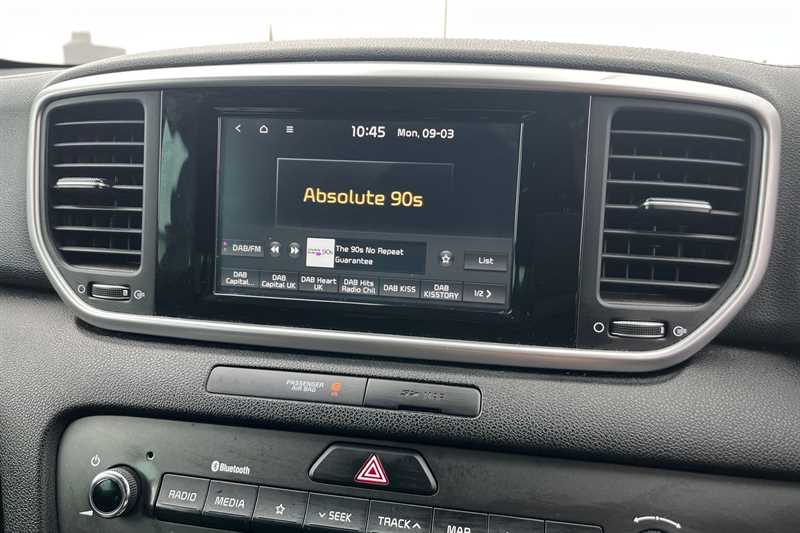 10:45 Mon, 09-03
Absolute 90s
DAB/FM
90s
The 90s No Repeat
Guarantee
List
DAB
Capital...
DAB
Capital UK
DAB Heart
UK
DAB Hits
Radio Chil
DAB KISS
DAB
KISSTORY
1/2
PASSENGER
AIR BAG
Bluetooth
RADIO
MEDIA
SEEK
TRACK
MAP